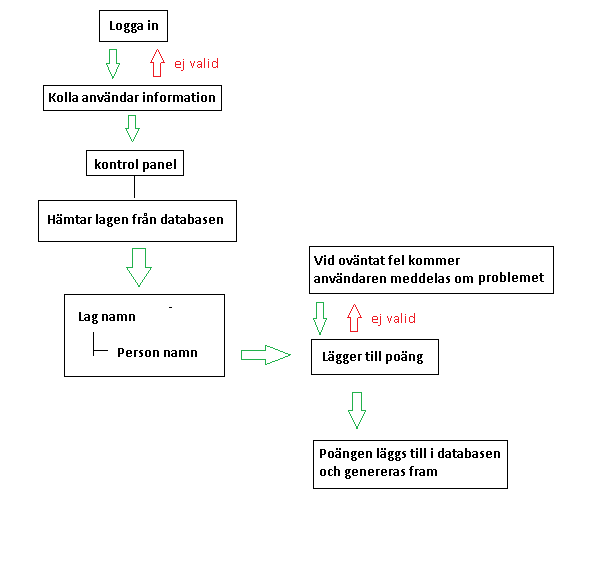 Logga in
ej valid
Kolla användar information
kontrol panel
Hämtar lagen från databasen
Lag namn
Person namn
Vid oväntat fel kommer
användaren meddelas om problemet
ej valid
Lägger till poäng
Poängen läggs till i databasen
och genereras fram